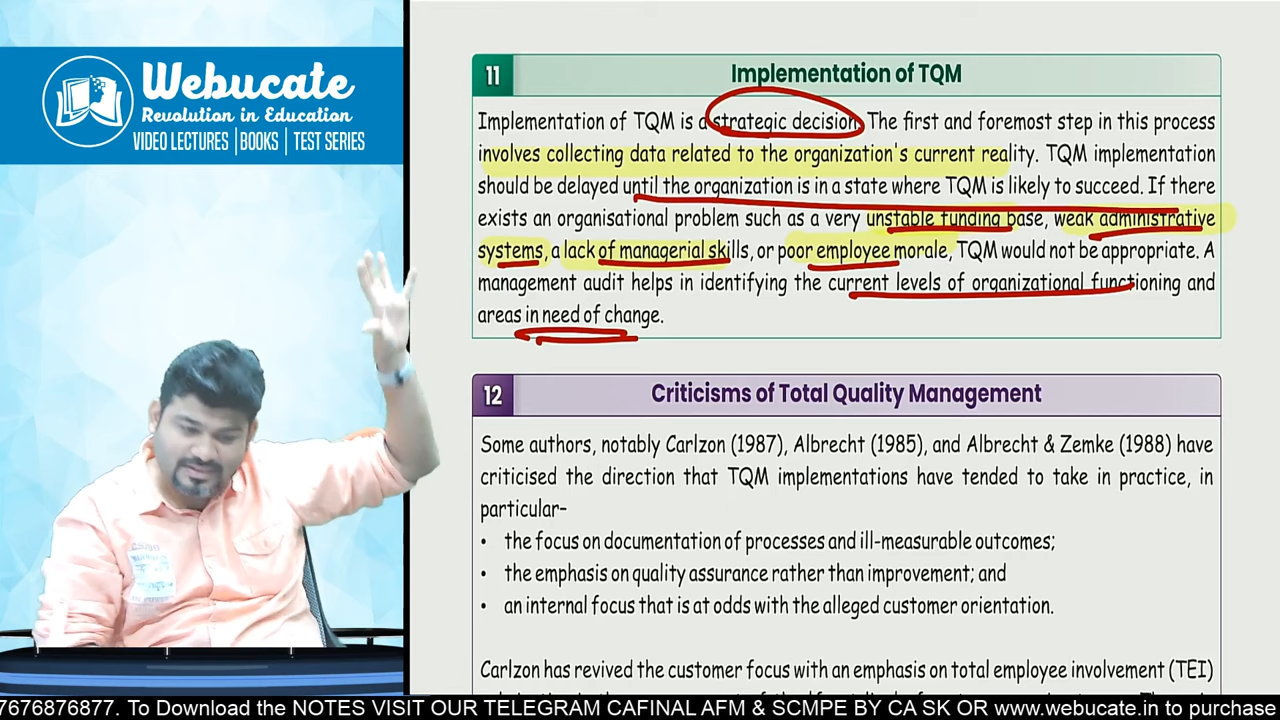 Webucate
Revolution in Education
VIDEO LECTURES | BOOKS | TEST SERIES
11
Implementation of TQM
Implementation of TQM is a strategic decision. The first and foremost step in this process
involves collecting data related to the organization's current reality. TQM implementation
should be delayed until the organization is in a state where TQM is likely to succeed. If there
exists an organisational problem such as a very unstable funding base, weak administrative
systems, a lack of managerial skills, or poor employee morale, TQM would not be appropriate. A
management audit helps in identifying the current levels of organizational functioning and
areas in need of change.
12
Criticisms of Total Quality Management
Some authors, notably Carlzon (1987), Albrecht (1985), and Albrecht & Zemke (1988) have
criticised the direction that TQM implementations have tended to take in practice, in
particular–
• the focus on documentation of processes and ill-measurable outcomes;
• the emphasis on quality assurance rather than improvement; and
• an internal focus that is at odds with the alleged customer orientation.
Carlzon has revived the customer focus with an emphasis on total employee involvement (TEI)
7676876877. To Download the NOTES VISIT OUR TELEGRAM CAFINAL AFM & SCMPE BY CA SK OR www.webucate.in to purchase